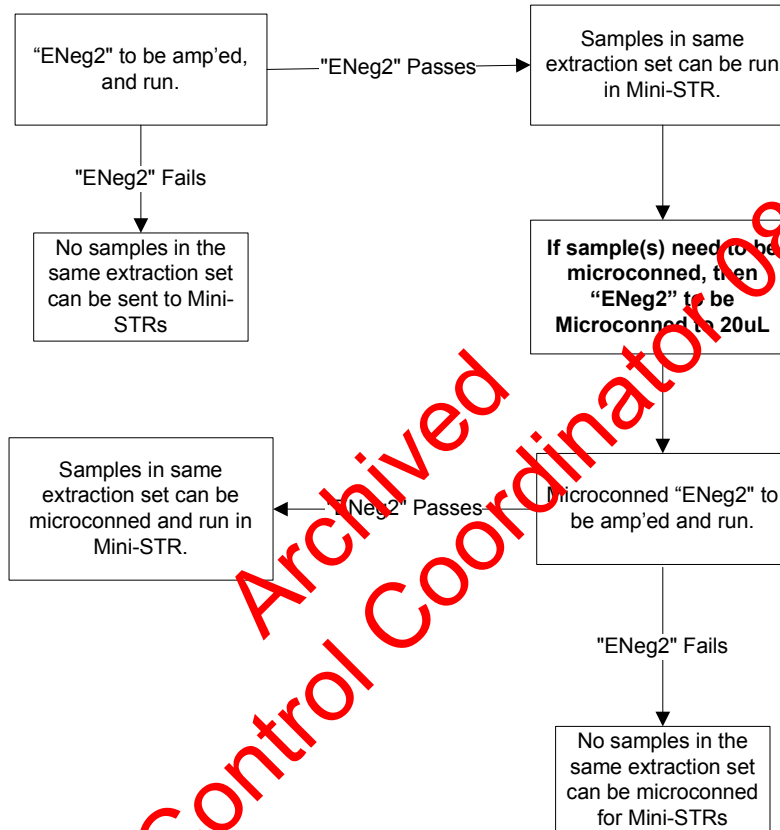 “ENeg2" to be amp’ed,
and run.
"ENeg2" Passes
Samples in same
extraction set can be run
in Mini-STR.
"ENeg2" Fails
No samples in the
same extraction set
can be sent to Mini-
STRs
If sample(s) need to be
microconned, then
“ENeg2” to be
Microconned to 20uL
Samples in same
extraction set can be
microconned and run in
Mini-STR.
"ENeg2" Passes
Microconned “ENeg2" to
be amp’ed and run.
"ENeg2" Fails
No samples in the
same extraction set
can be microconned
for Mini-STRs
Archived
Control Coordinator 08